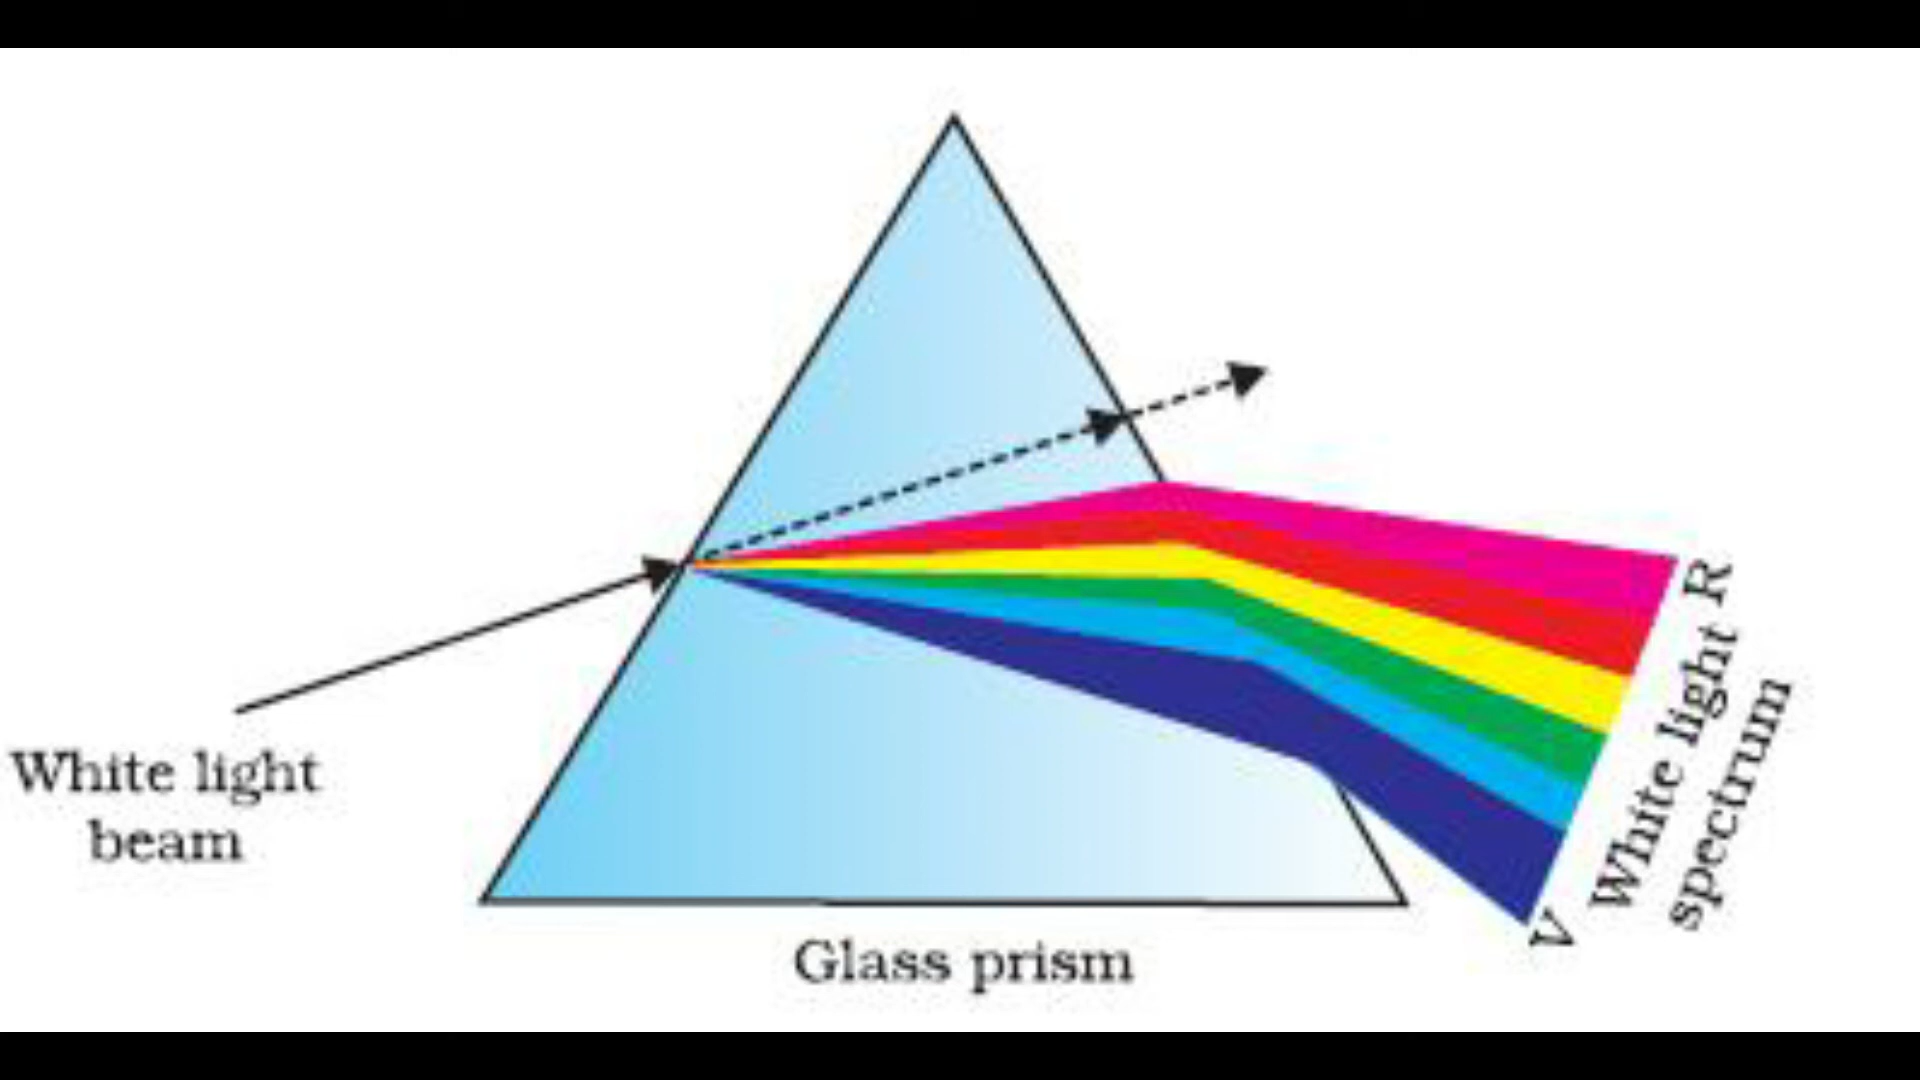 White light
beam
Glass prism
R
White light
spectrum
V